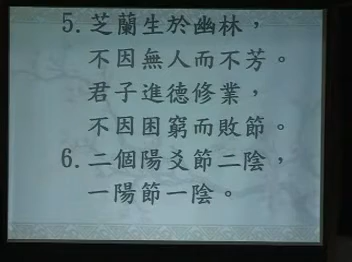 5. 芝蘭生於幽林，
不因無人而不芳。
君子進德修業，
不因困窮而敗節。
6. 二個陽爻節二陰，
一陽節一陰。